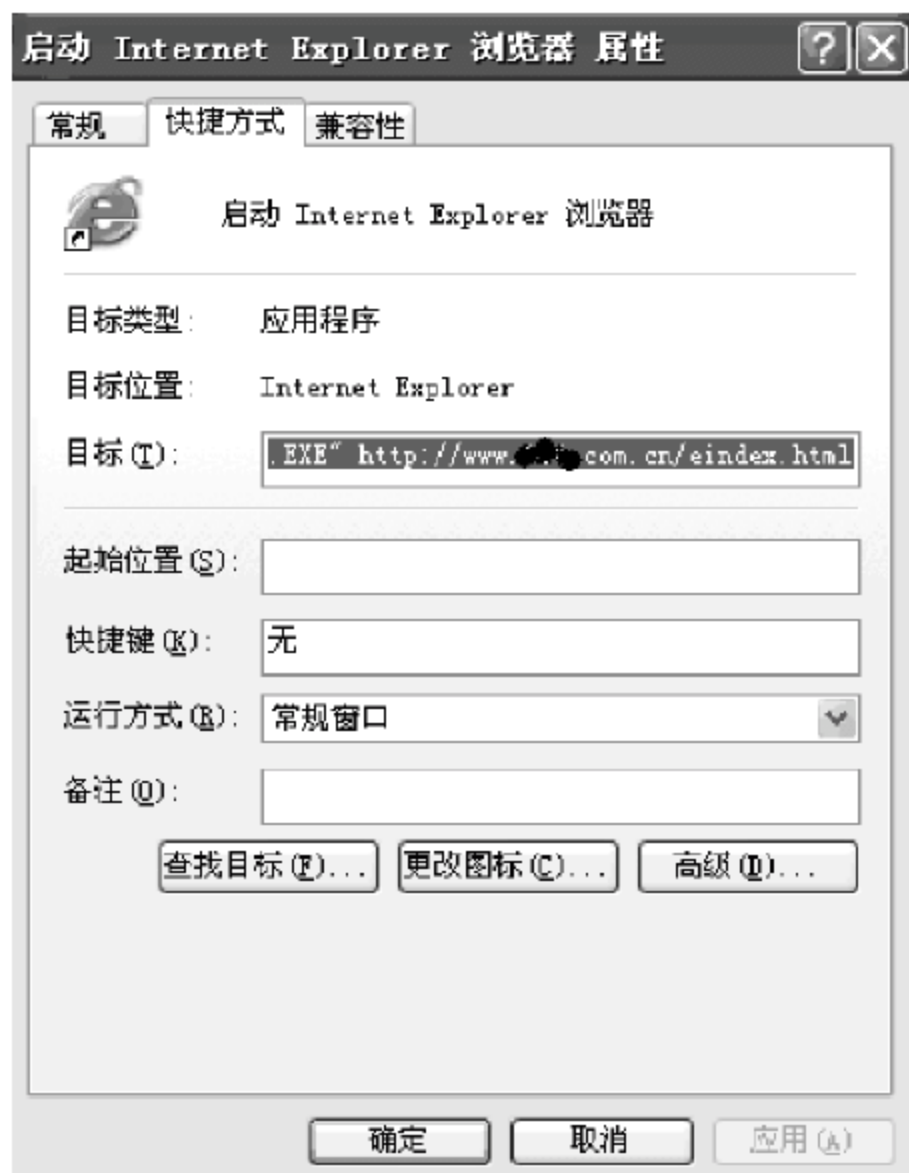 启动 Internet Explorer 浏览器 属性
常规 快捷方式 兼容性
启动 Internet Explorer 浏览器
目标类型: 应用程序
目标位置: Internet Explorer
目标(T): .EXE" http://www. com.cn/eindex.html
起始位置(S):
快捷键(K): 无
运行方式(R): 常规窗口
备注(O):
查找目标(F)... 更改图标(C)... 高级(D)...
确定 取消 应用(A)